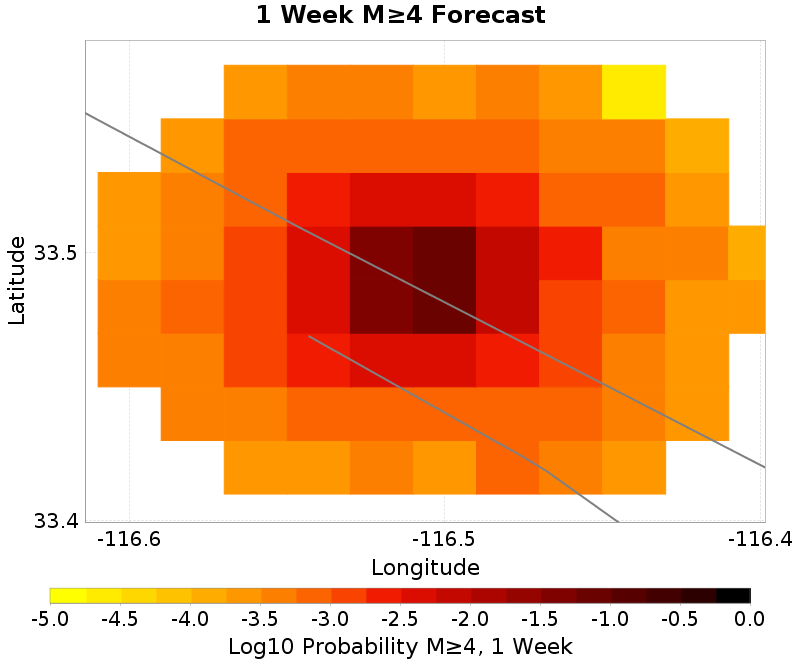 1 Week M≥4 Forecast
Latitude
33.5
33.4
-116.6 -116.5 -116.4
Longitude
-5.0 -4.5 -4.0 -3.5 -3.0 -2.5 -2.0 -1.5 -1.0 -0.5 0.0
Log10 Probability M≥4, 1 Week